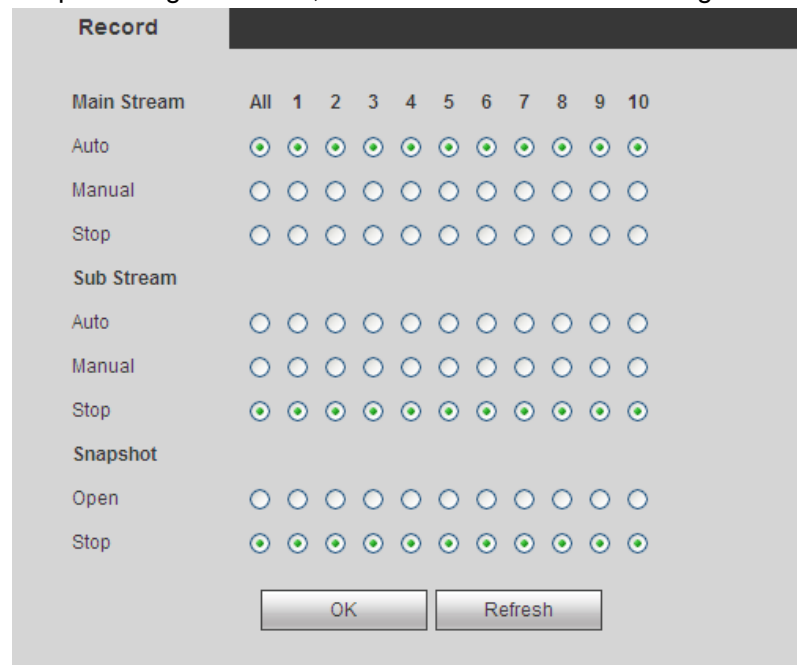 Record
Main Stream All 1 2 3 4 5 6 7 8 9 10
Auto
Manual
Stop
Sub Stream
Auto
Manual
Stop
Snapshot
Open
Stop
OK Refresh